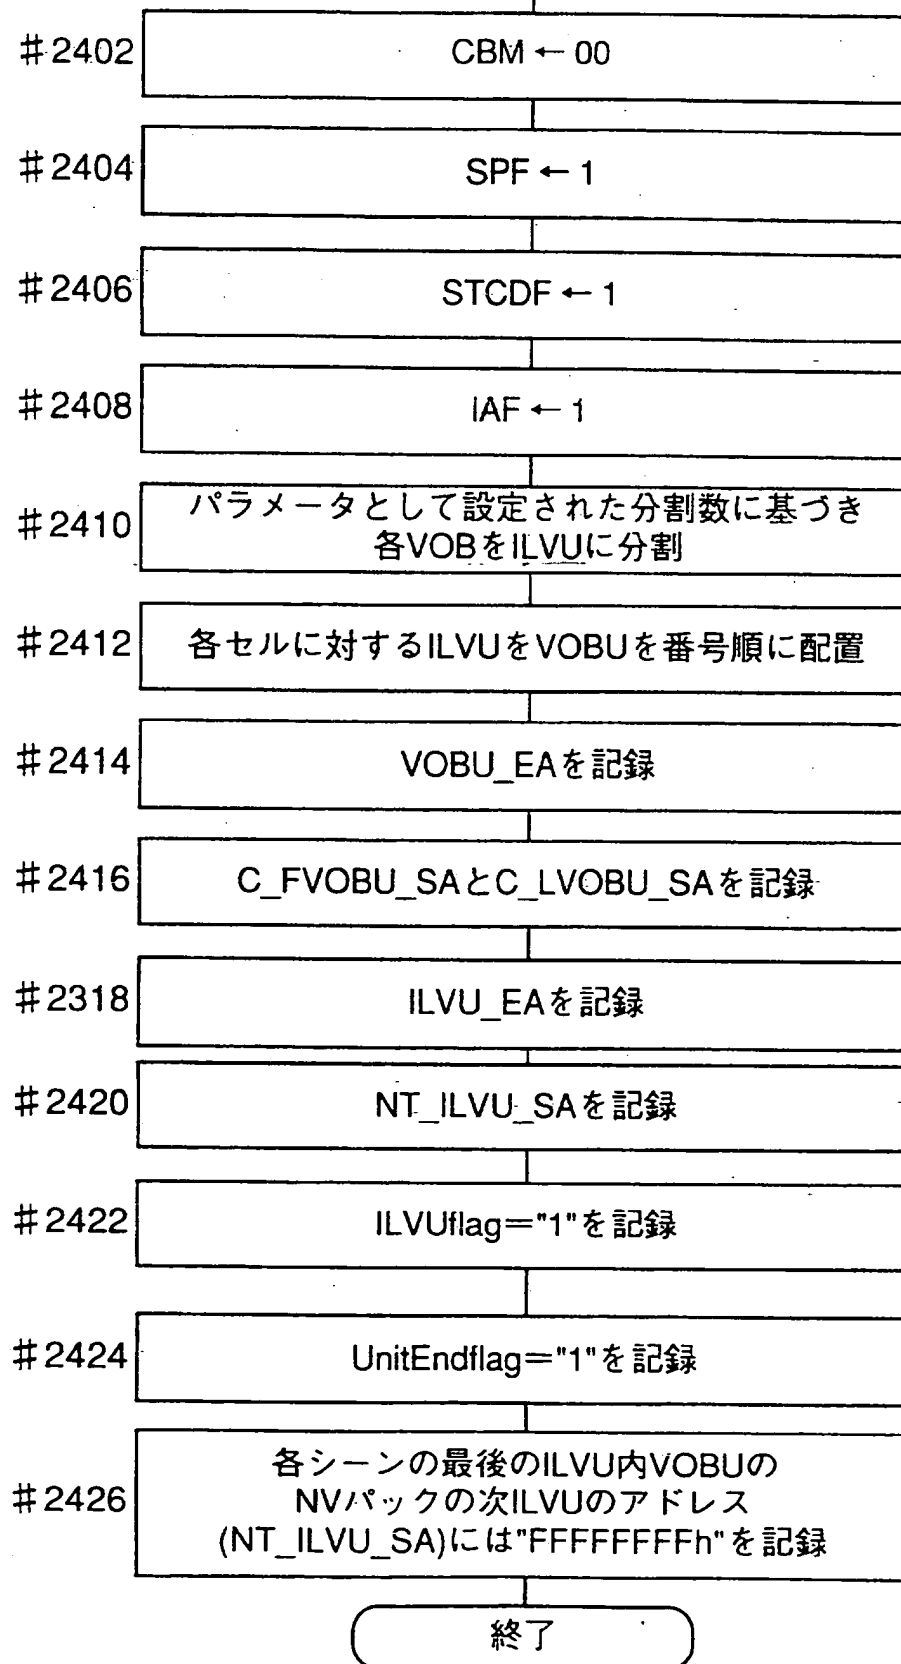 #2402
CBM ← 00
#2404
SPF ← 1
#2406
STCDF ← 1
#2408
IAF ← 1
#2410
パラメータとして設定された分割数に基づき
各VOBをILVUに分割
#2412
各セルに対するILVUをVOBUを番号順に配置
#2414
VOBU_EAを記録
#2416
C_FVOBU_SAとC_LVOBU_SAを記録
#2318
ILVU_EAを記録
#2420
NT_ILVU_SAを記録
#2422
ILVUflag="1"を記録
#2424
UnitEndflag="1"を記録
#2426
各シーンの最後のILVU内VOBUの
NVパックの次ILVUのアドレス
(NT_ILVU_SA)には"FFFFFFFFh"を記録
終了